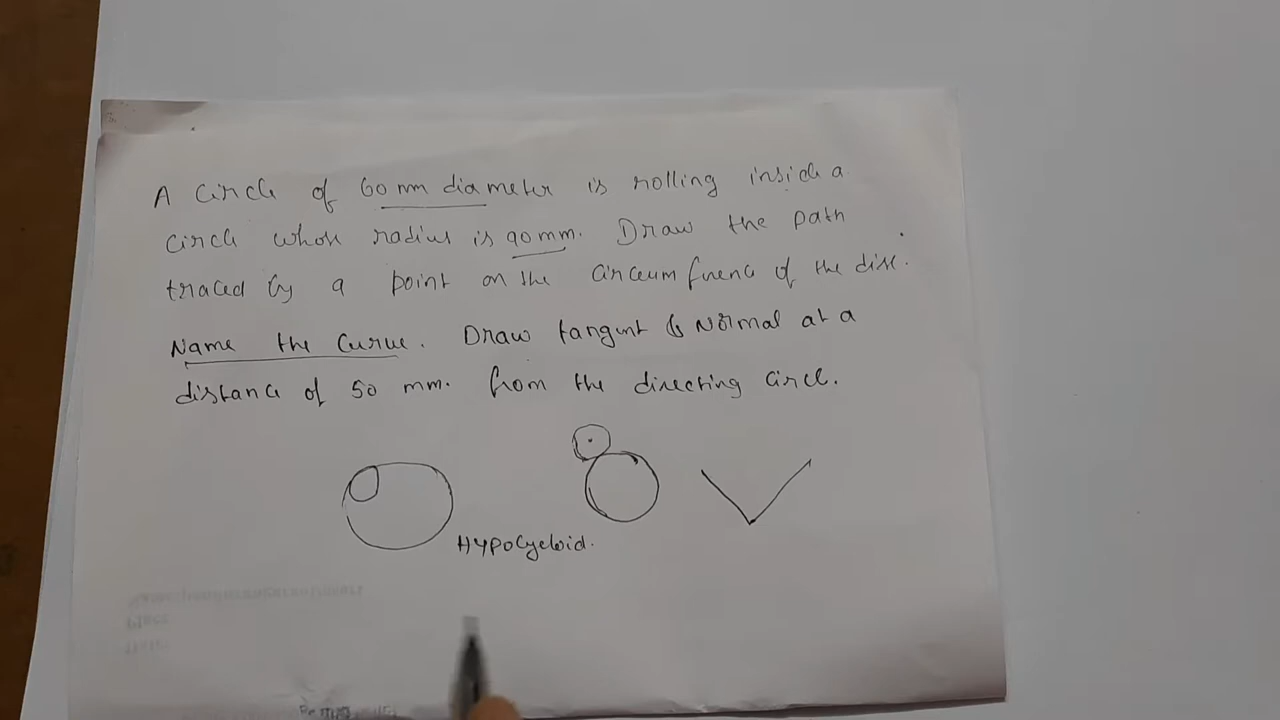 A Circle of 60 mm diameter is rolling inside a
circle whose radius is 90mm. Draw the path
traced by a point on the circumference of the disc.
Name the Curve. Draw tangent & Normal at a
distance of 50 mm. from the directing circle.
Hypocycloid.